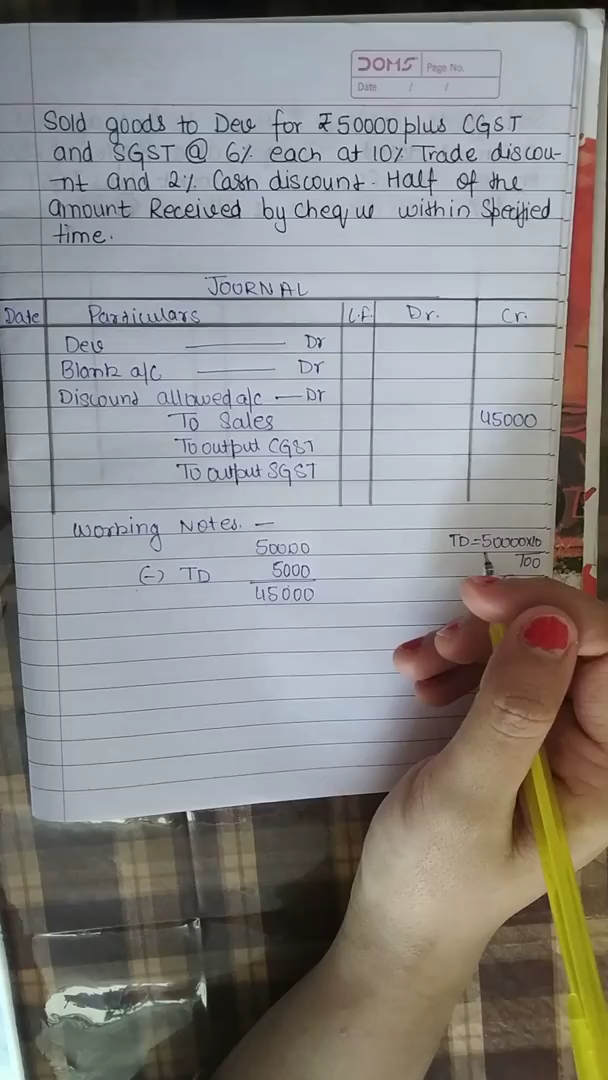 DOMS Page No.
Date / /
Sold goods to Dev for ₹50000 plus CGST
and SGST @ 6% each at 10% Trade discou-
nt and 2% Cash discount. Half of the
amount Received by Cheque within Specified
time.
JOURNAL
Date Particulars L.F. Dr. Cr.
Dev Dr
Bank a/c Dr
Discount allowed a/c — Dr
To Sales 45000
To output CGST
To output SGST
Working Notes. —
50000 TD=50000x10
(-) TD 5000 100
45000